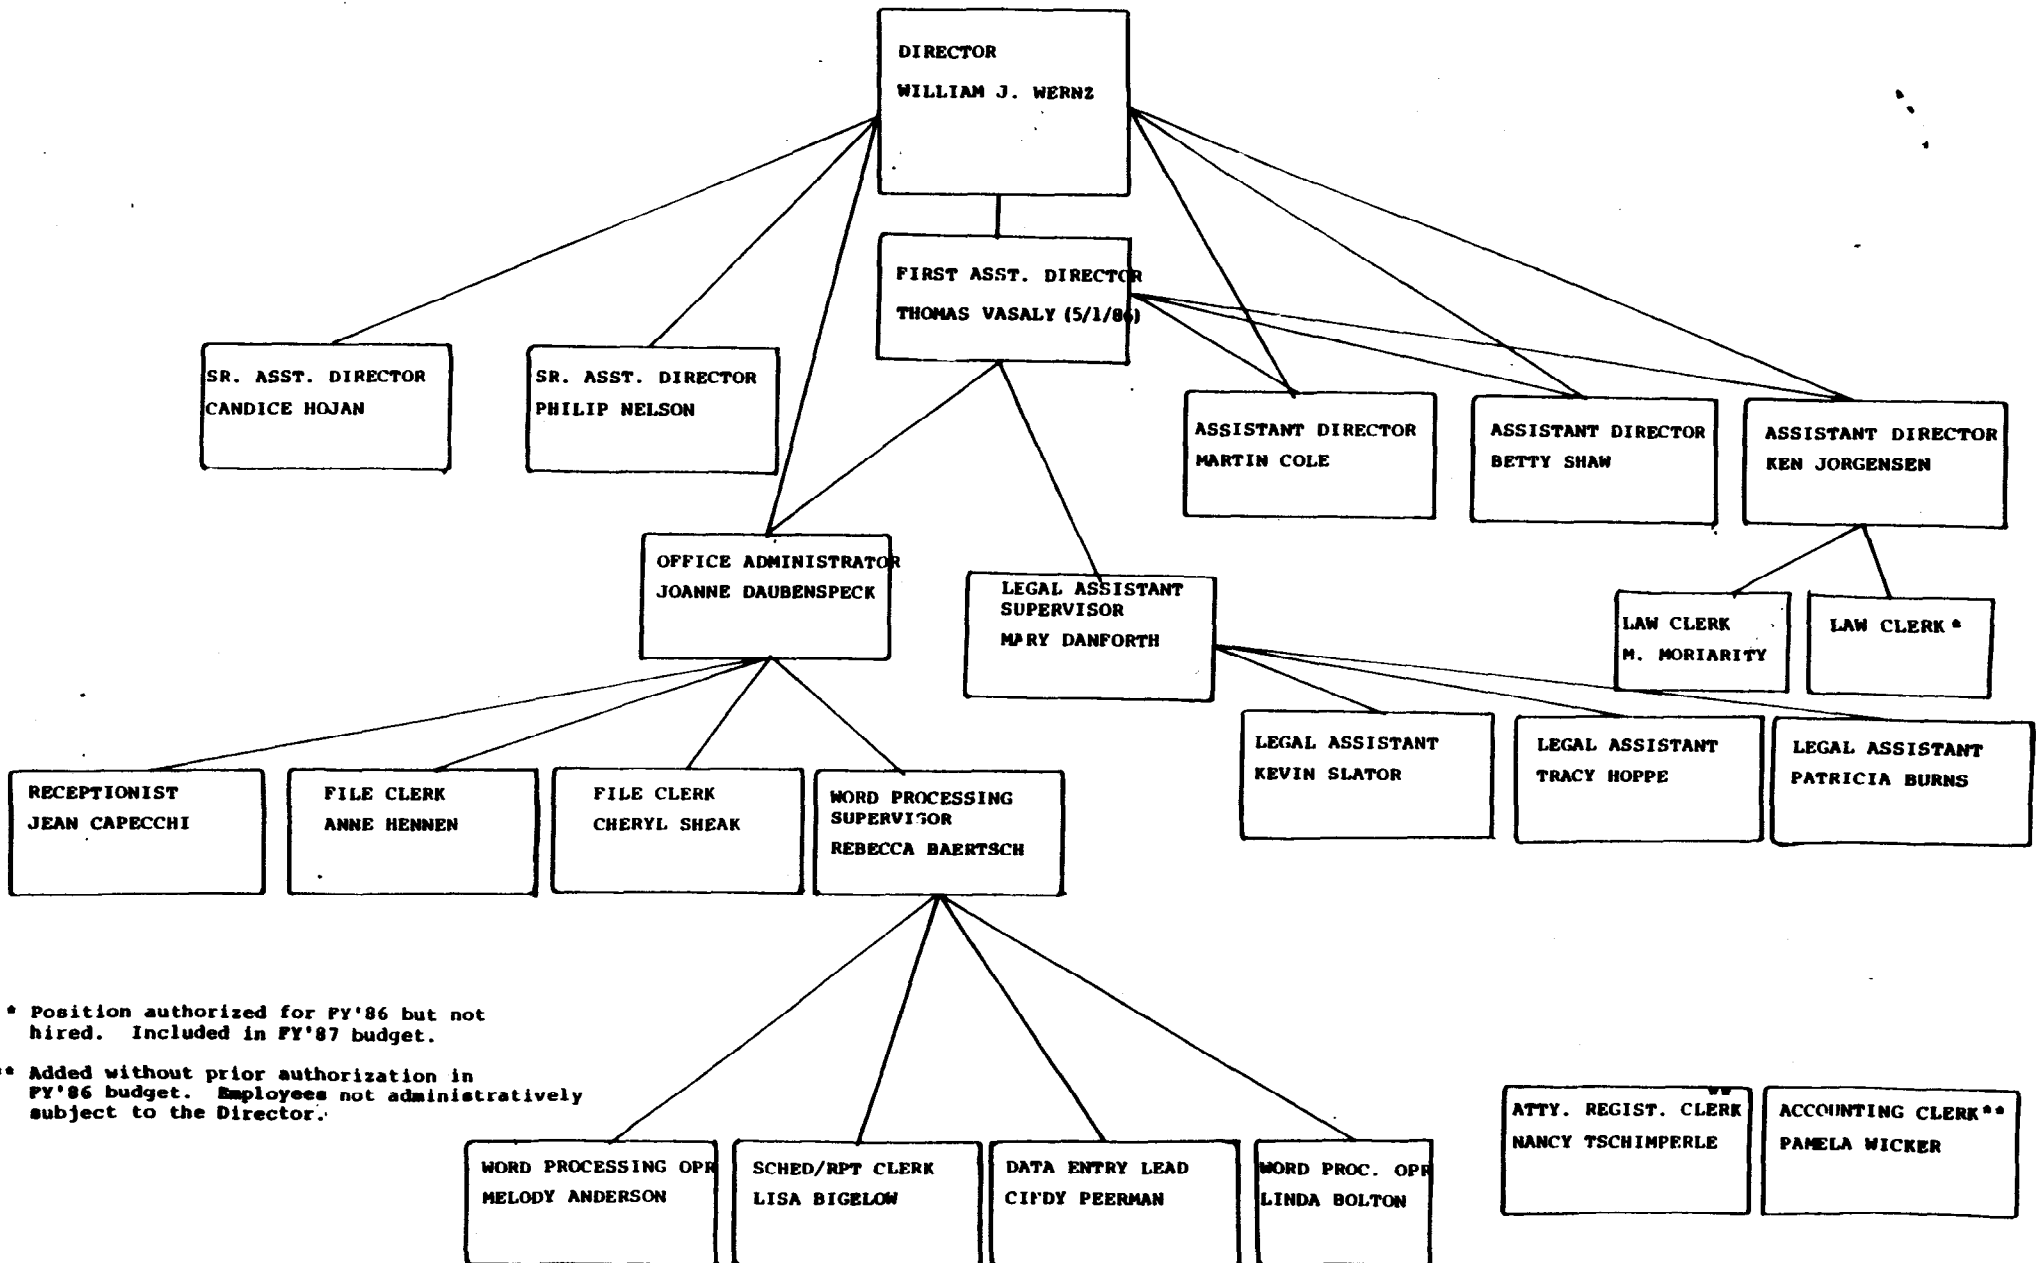 DIRECTOR
WILLIAM J. WERNZ
FIRST ASST. DIRECTOR
THOMAS VASALY (5/1/86)
SR. ASST. DIRECTOR
CANDICE HOJAN
SR. ASST. DIRECTOR
PHILIP NELSON
ASSISTANT DIRECTOR
MARTIN COLE
ASSISTANT DIRECTOR
BETTY SHAW
ASSISTANT DIRECTOR
KEN JORGENSEN
OFFICE ADMINISTRATOR
JOANNE DAUBENSPECK
LEGAL ASSISTANT
SUPERVISOR
MARY DANFORTH
LAW CLERK
M. MORIARITY
LAW CLERK *
LEGAL ASSISTANT
KEVIN SLATOR
LEGAL ASSISTANT
TRACY HOPPE
LEGAL ASSISTANT
PATRICIA BURNS
RECEPTIONIST
JEAN CAPECCHI
FILE CLERK
ANNE HENNEN
FILE CLERK
CHERYL SHEAK
WORD PROCESSING
SUPERVISOR
REBECCA BAERTSCH
* Position authorized for FY'86 but not
hired. Included in FY'87 budget.
** Added without prior authorization in
FY'86 budget. Employees not administratively
subject to the Director.
WORD PROCESSING OPR
MELODY ANDERSON
SCHED/RPT CLERK
LISA BIGELOW
DATA ENTRY LEAD
CINDY PEERMAN
WORD PROC. OPR
LINDA BOLTON
ATTY. REGIST. CLERK **
NANCY TSCHIMPERLE
ACCOUNTING CLERK **
PAMELA WICKER